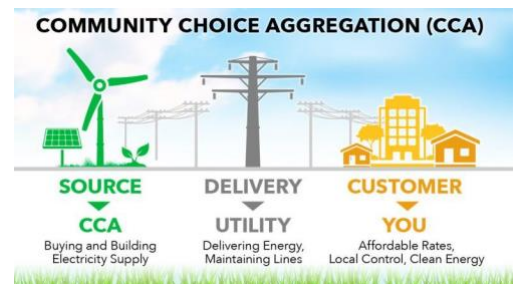 COMMUNITY CHOICE AGGREGATION (CCA)
SOURCE
CCA
Buying and Building
Electricity Supply
DELIVERY
UTILITY
Delivering Energy,
Maintaining Lines
CUSTOMER
YOU
Affordable Rates,
Local Control, Clean Energy